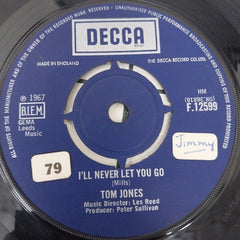 DECCA
MADE IN ENGLAND
THE DECCA RECORD CO. LTD.
℗ 1967
B.I.E.M.
GEMA
Leeds
Music
HM
F.12599
Jimmy
79
I'LL NEVER LET YOU GO
(Mills)
TOM JONES
Music Director: Les Reed
Producer: Peter Sullivan